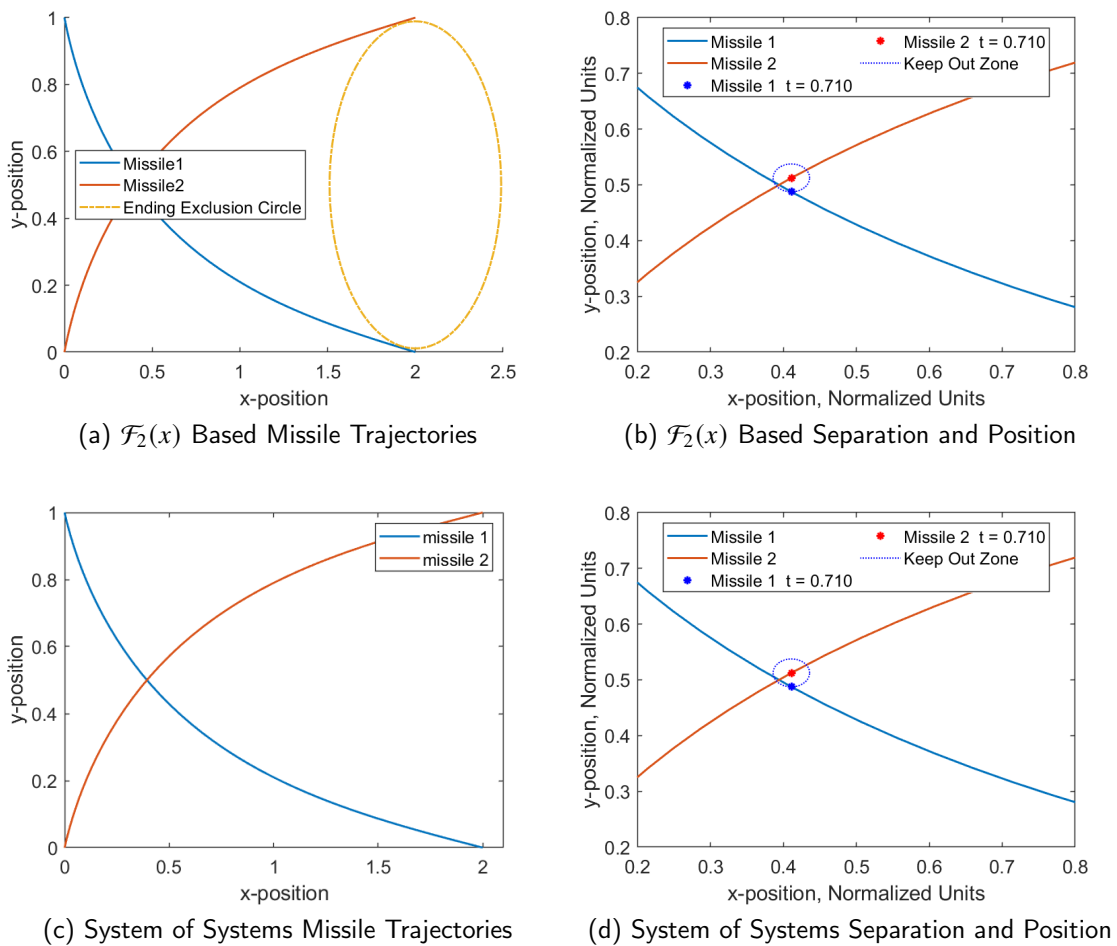 1
0.8
0.6
0.4
0.2
0
y-position
Missile1
Missile2
Ending Exclusion Circle
0 0.5 1 1.5 2 2.5
x-position
(a) ℱ₂(x) Based Missile Trajectories
0.8
0.7
0.6
0.5
0.4
0.3
0.2
y-position, Normalized Units
Missile 1
Missile 2
Missile 1 t = 0.710
Missile 2 t = 0.710
Keep Out Zone
0.2 0.3 0.4 0.5 0.6 0.7 0.8
x-position, Normalized Units
(b) ℱ₂(x) Based Separation and Position
1
0.8
0.6
0.4
0.2
0
y-position
missile 1
missile 2
0 0.5 1 1.5 2
x-position
(c) System of Systems Missile Trajectories
0.8
0.7
0.6
0.5
0.4
0.3
0.2
y-position, Normalized Units
Missile 1
Missile 2
Missile 1 t = 0.710
Missile 2 t = 0.710
Keep Out Zone
0.2 0.3 0.4 0.5 0.6 0.7 0.8
x-position, Normalized Units
(d) System of Systems Separation and Position